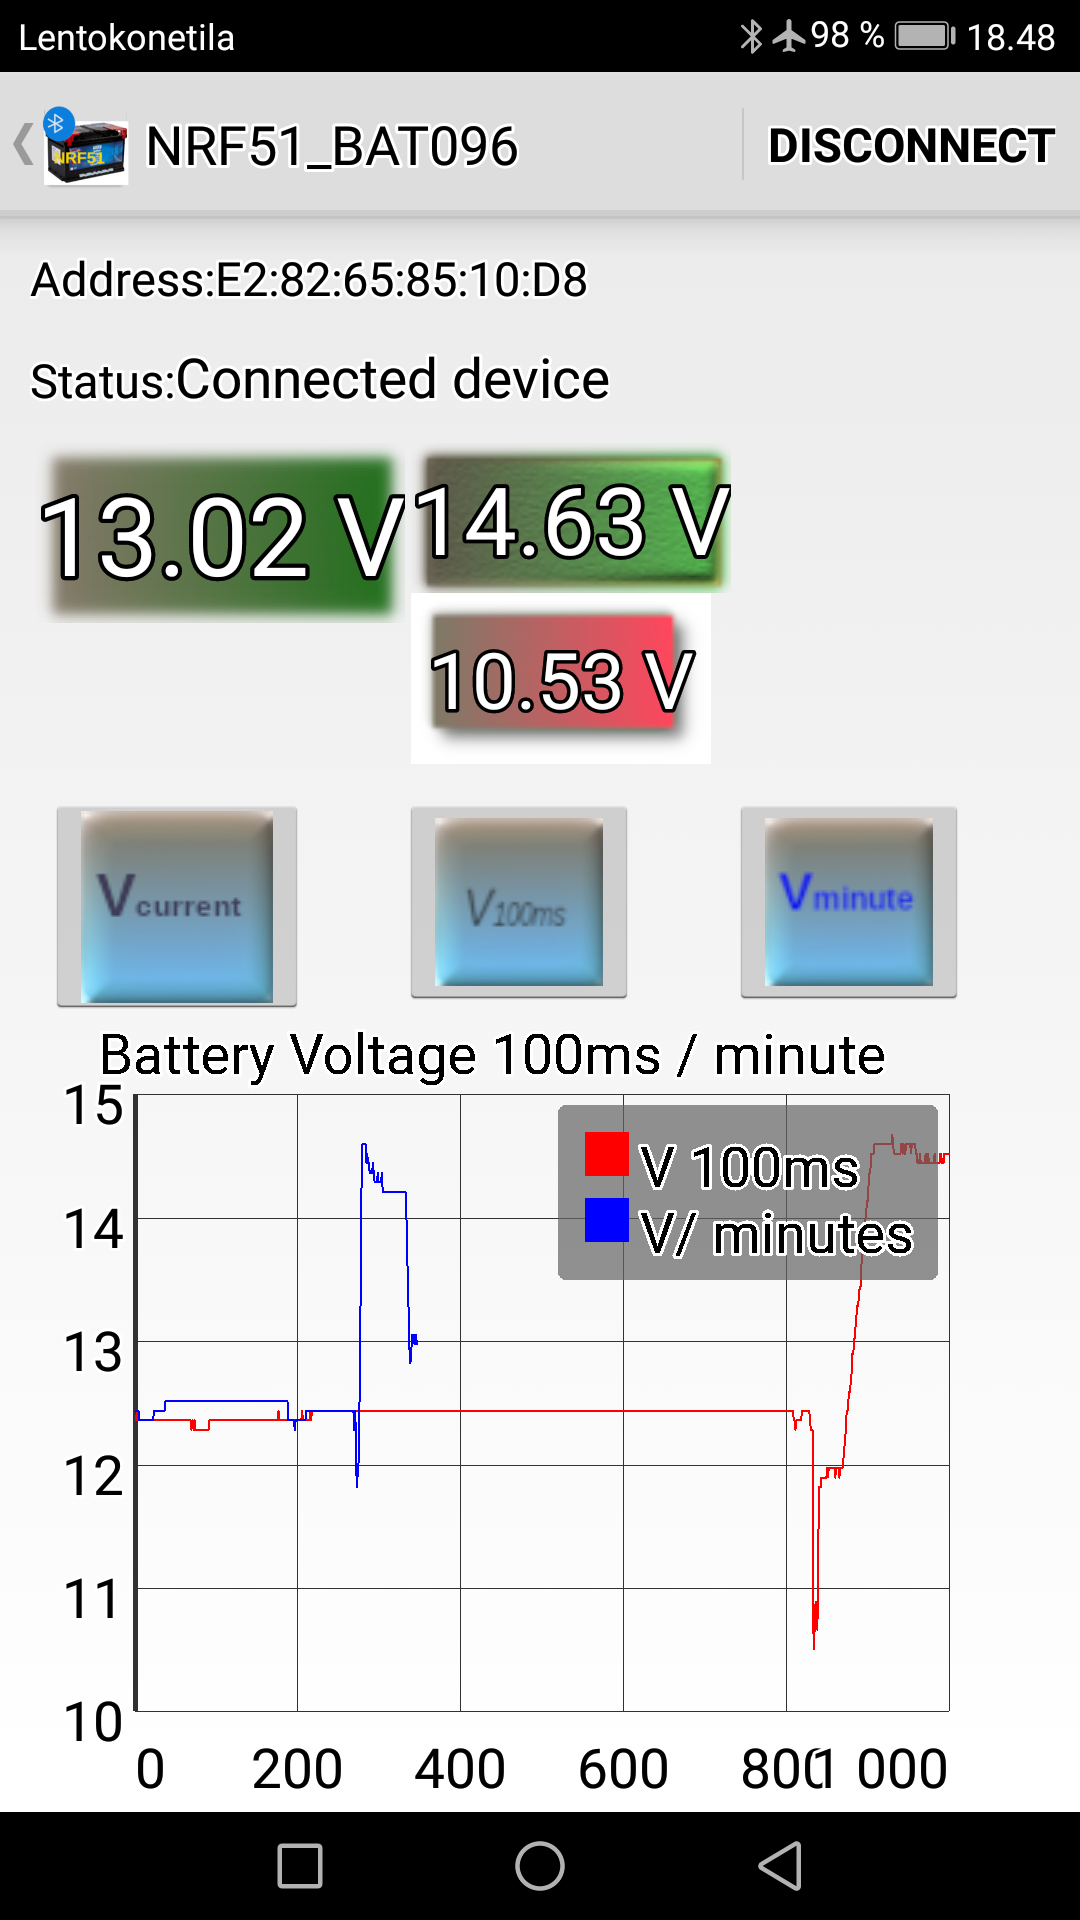 Lentokonetila 98 % 18.48
NRF51
NRF51_BAT096 DISCONNECT
Address:E2:82:65:85:10:D8
Status:Connected device
13.02 V 14.63 V
10.53 V
Vcurrent V100ms Vminute
Battery Voltage 100ms / minute
15
V 100ms
14 V/ minutes
13
12
11
10
0 200 400 600 800 1 000